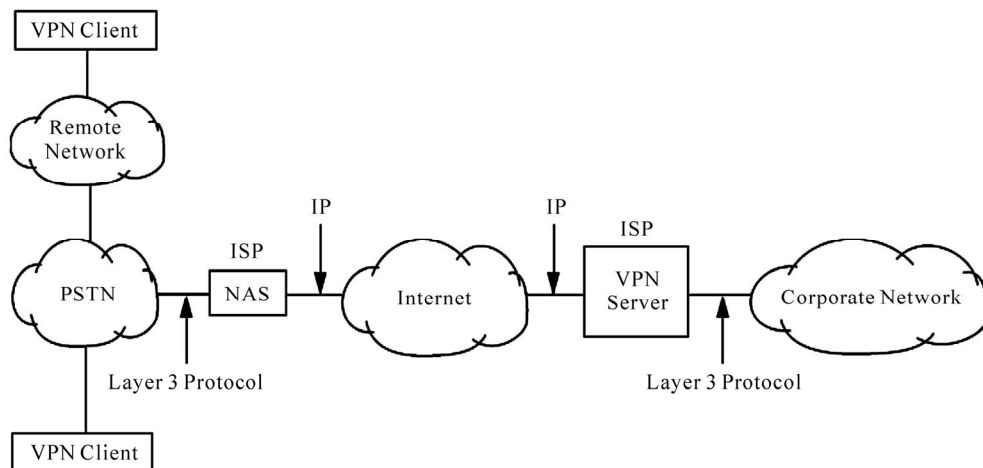 VPN Client
Remote
Network
IP
IP
ISP
ISP
PSTN
NAS
Internet
VPN
Server
Corporate Network
Layer 3 Protocol
Layer 3 Protocol
VPN Client